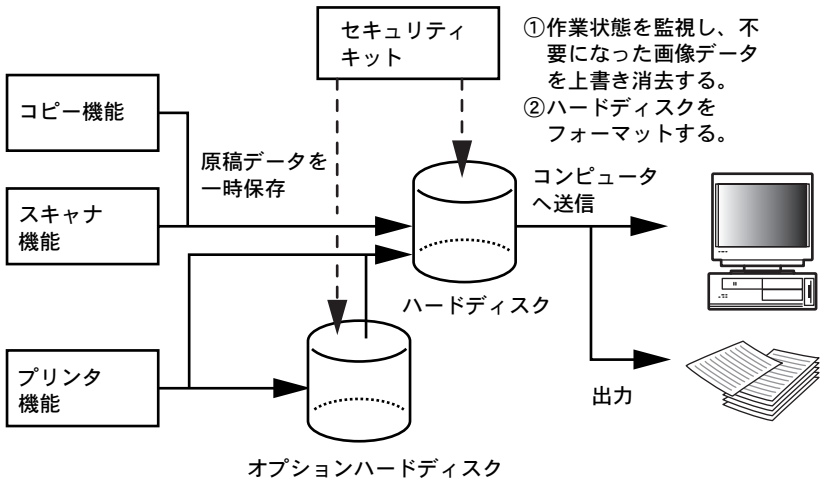 セキュリティ
キット
①作業状態を監視し、不
要になった画像データ
を上書き消去する。
②ハードディスクを
フォーマットする。
コピー機能
原稿データを
一時保存
コンピュータ
へ送信
スキャナ
機能
ハードディスク
プリンタ
機能
出力
オプションハードディスク